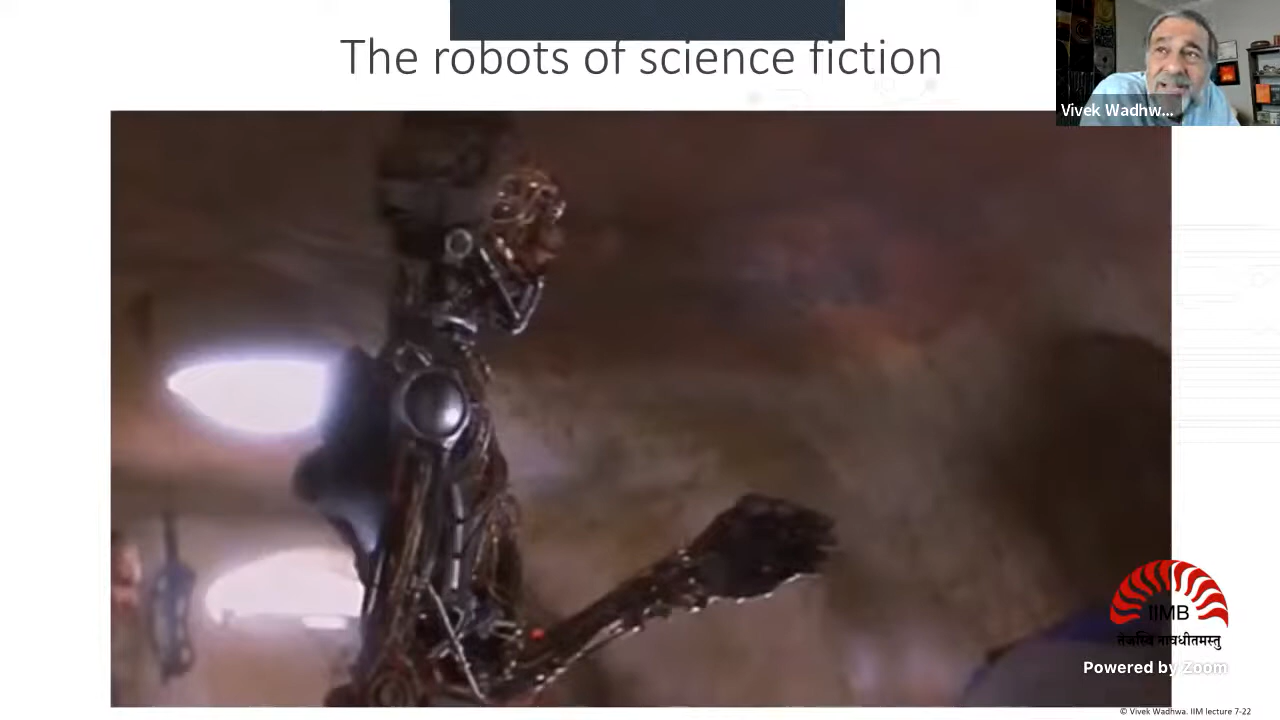 The robots of science fiction
Vivek Wadhw...
IIMB
तेजस्वि नावधीतमस्तु
Powered by Zoom
© Vivek Wadhwa. IIM lecture 7-22